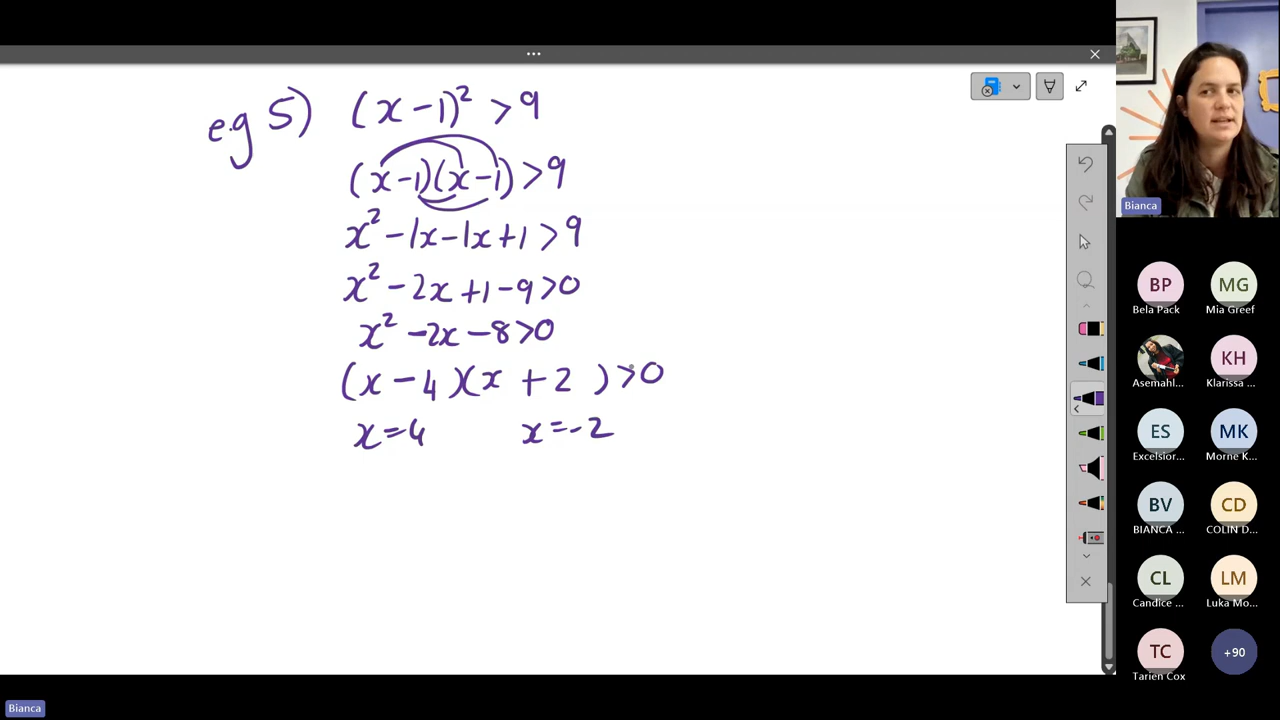 e.g 5) (x - 1)² > 9
(x - 1)(x - 1) > 9
x² - 1x - 1x + 1 > 9
x² - 2x + 1 - 9 > 0
x² - 2x - 8 > 0
(x - 4)(x + 2) > 0
x = 4 x = -2
Bianca
BP MG
Bela Pack Mia Greef
KH
Asemahl... Klarissa ...
ES MK
Excelsior... Morne K...
BV CD
BIANCA ... COLIN D...
CL LM
Candice ... Luka Mo...
TC +90
Tarien Cox
Bianca